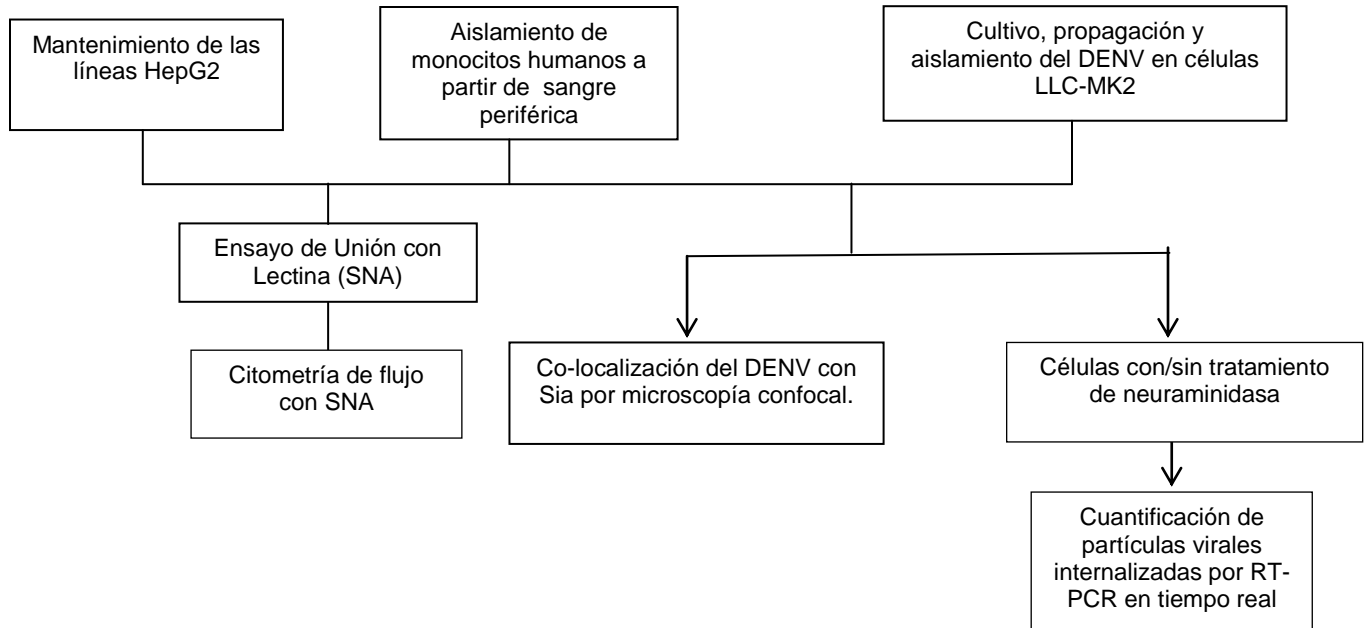 Mantenimiento de las
líneas HepG2
Aislamiento de
monocitos humanos a
partir de sangre
periférica
Cultivo, propagación y
aislamiento del DENV en células
LLC-MK2
Ensayo de Unión con
Lectina (SNA)
Citometría de flujo
con SNA
Co-localización del DENV con
Sia por microscopía confocal.
Células con/sin tratamiento
de neuraminidasa
Cuantificación de
partículas virales
internalizadas por RT-
PCR en tiempo real